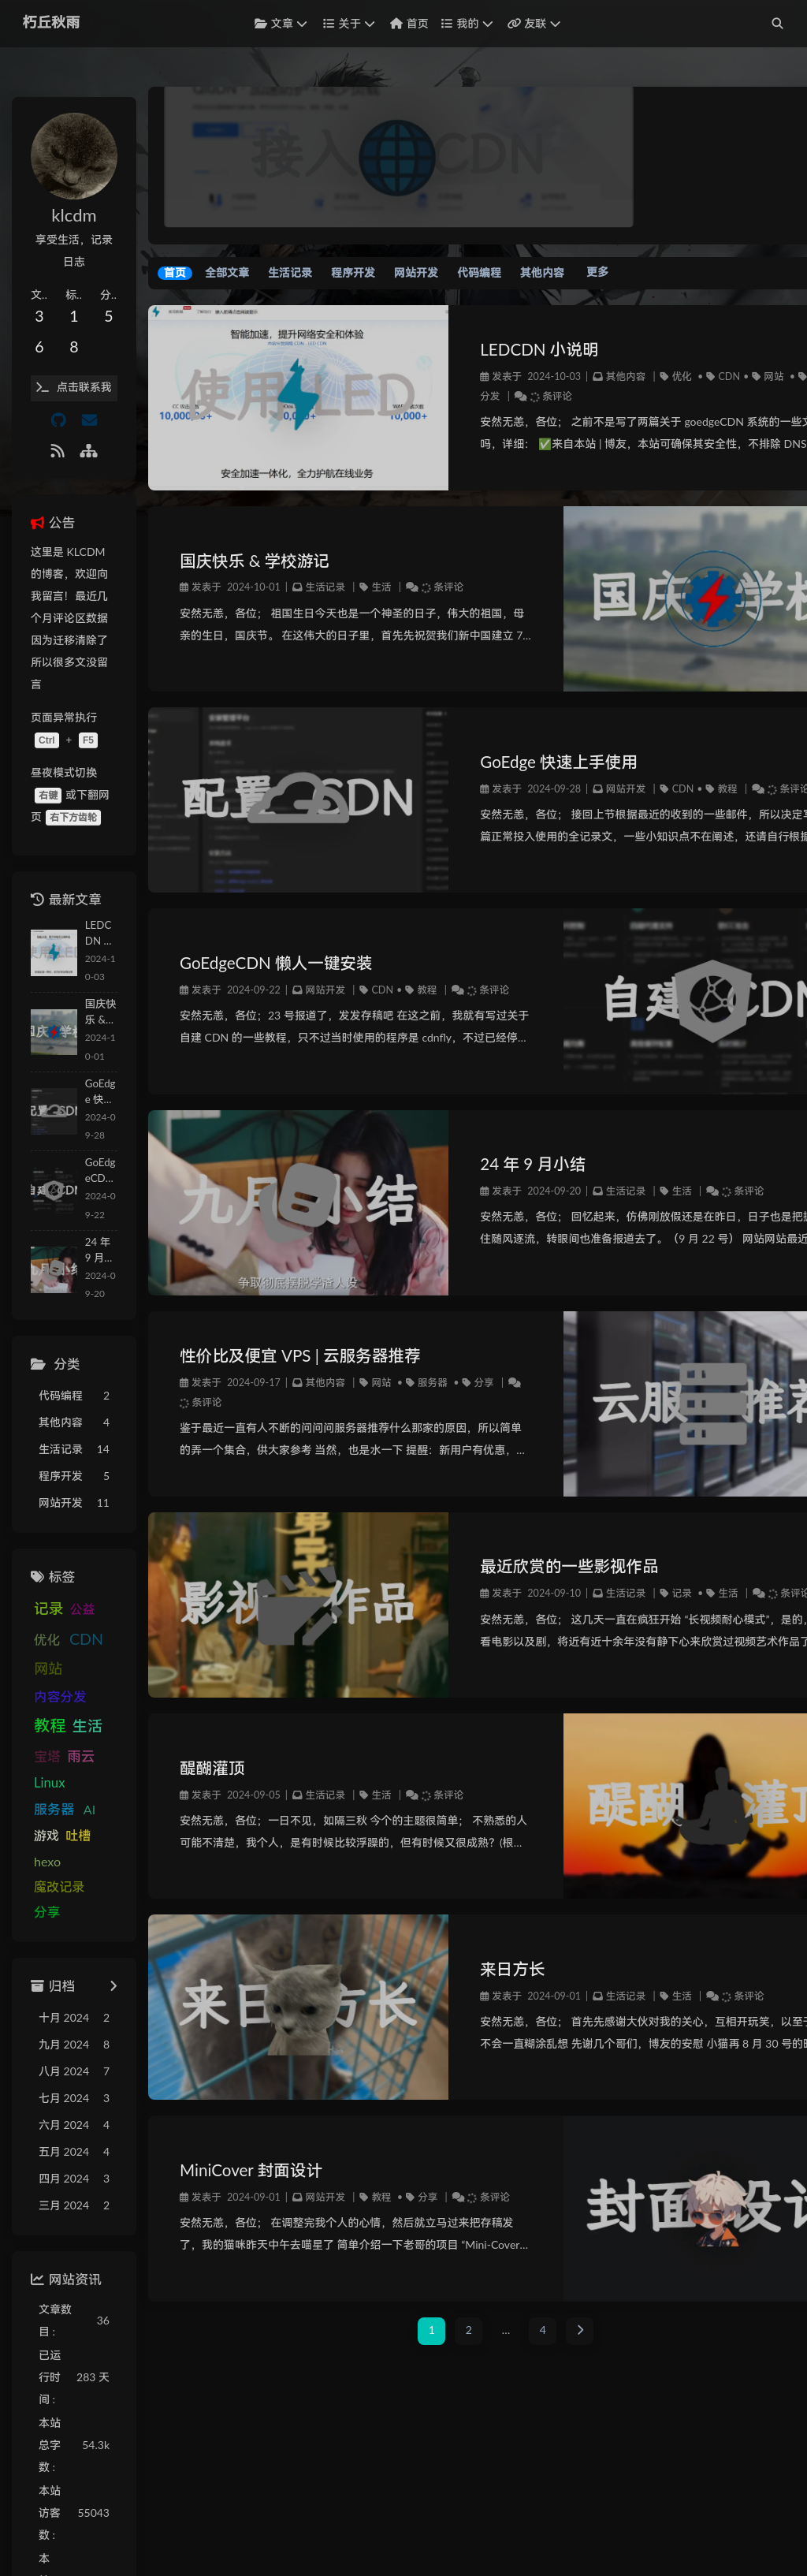 朽丘秋雨
文章
关于
首页
我的
友联
接入
CDN
klcdm
享受生活，记录
日志
文..
标..
分..
3
1
5
6
8
点击联系我
公告
这里是 KLCDM
的博客，欢迎向
我留言！最近几
个月评论区数据
因为迁移清除了
所以很多文没留
言
页面异常执行
Ctrl + F5
昼夜模式切换
右键 或下翻网
页 右下方齿轮
最新文章
LEDC
DN ...
2024-1
0-03
国庆快
乐 &...
2024-1
0-01
GoEdg
e 快...
2024-0
9-28
GoEdg
eCD...
2024-0
9-22
24 年
9 月...
2024-0
9-20
分类
代码编程 2
其他内容 4
生活记录 14
程序开发 5
网站开发 11
标签
记录 公益
优化 CDN
网站
内容分发
教程 生活
宝塔 雨云
Linux
服务器 AI
游戏 吐槽
hexo
魔改记录
分享
归档
十月 2024 2
九月 2024 8
八月 2024 7
七月 2024 3
六月 2024 4
五月 2024 4
四月 2024 3
三月 2024 2
网站资讯
文章数
目 :
36
已运
行时
间 :
283 天
本站
总字
数 :
54.3k
本站
访客
数 :
55043
本
首页 全部文章 生活记录 程序开发 网站开发 代码编程 其他内容 更多
智能加速，提升网络安全和体验
使用 LED
安全加速一体化，全力护航在线业务
LEDCDN 小说明
发表于 2024-10-03 | 其他内容 | 优化 • CDN • 网站 •
分发 | 条评论
安然无恙，各位； 之前不是写了两篇关于 goedgeCDN 系统的一些文
吗，详细： ✅来自本站 | 博友，本站可确保其安全性，不排除 DNS
国庆快乐 & 学校游记
发表于 2024-10-01 | 生活记录 | 生活 | 条评论
安然无恙，各位； 祖国生日今天也是一个神圣的日子，伟大的祖国，母
亲的生日，国庆节。 在这伟大的日子里，首先先祝贺我们新中国建立 7...
国庆 学校
配置 CDN
GoEdge 快速上手使用
发表于 2024-09-28 | 网站开发 | CDN • 教程 | 条评论
安然无恙，各位； 接回上节根据最近的收到的一些邮件，所以决定写
篇正常投入使用的全记录文，一些小知识点不在阐述，还请自行根据
GoEdgeCDN 懒人一键安装
发表于 2024-09-22 | 网站开发 | CDN • 教程 | 条评论
安然无恙，各位；23 号报道了，发发存稿吧 在这之前，我就有写过关于
自建 CDN 的一些教程，只不过当时使用的程序是 cdnfly，不过已经停...
自建 CDN
九月 小结
争取彻底摆脱学渣人设
24 年 9 月小结
发表于 2024-09-20 | 生活记录 | 生活 | 条评论
安然无恙，各位； 回忆起来，仿佛刚放假还是在昨日，日子也是把握
住随风逐流，转眼间也准备报道去了。（9 月 22 号） 网站网站最近
性价比及便宜 VPS | 云服务器推荐
发表于 2024-09-17 | 其他内容 | 网站 • 服务器 • 分享 |
条评论
鉴于最近一直有人不断的问问问服务器推荐什么那家的原因，所以简单
的弄一个集合，供大家参考 当然，也是水一下 提醒：新用户有优惠，...
云服 推荐
影视 作品
最近欣赏的一些影视作品
发表于 2024-09-10 | 生活记录 | 记录 • 生活 | 条评论
安然无恙，各位； 这几天一直在疯狂开始 “长视频耐心模式”，是的，
看电影以及剧，将近有近十余年没有静下心来欣赏过视频艺术作品了
醍醐灌顶
发表于 2024-09-05 | 生活记录 | 生活 | 条评论
安然无恙，各位；一日不见，如隔三秋 今个的主题很简单； 不熟悉的人
可能不清楚，我个人，是有时候比较浮躁的，但有时候又很成熟？(根...
醍醐 灌顶
来日 方长
来日方长
发表于 2024-09-01 | 生活记录 | 生活 | 条评论
安然无恙，各位； 首先先感谢大伙对我的关心，互相开玩笑，以至于
不会一直糊涂乱想 先谢几个哥们，博友的安慰 小猫再 8 月 30 号的晚
MiniCover 封面设计
发表于 2024-09-01 | 网站开发 | 教程 • 分享 | 条评论
安然无恙，各位； 在调整完我个人的心情，然后就立马过来把存稿发
了，我的猫咪昨天中午去喵星了 简单介绍一下老哥的项目 “Mini-Cover...
封面 设计
1 2 ... 4